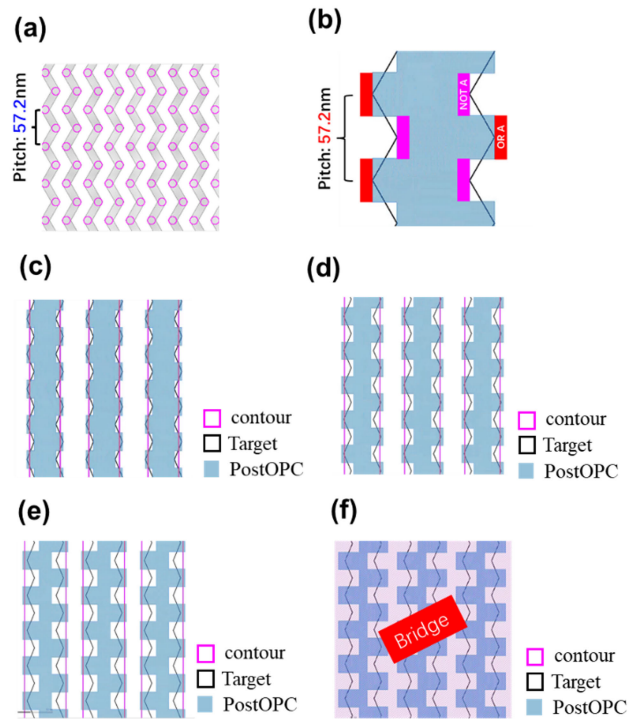 (a)
Pitch: 57.2nm
(b)
Pitch: 57.2nm
NOT A
OR A
(c)
contour
Target
PostOPC
(d)
contour
Target
PostOPC
(e)
contour
Target
PostOPC
(f)
Bridge
contour
Target
PostOPC